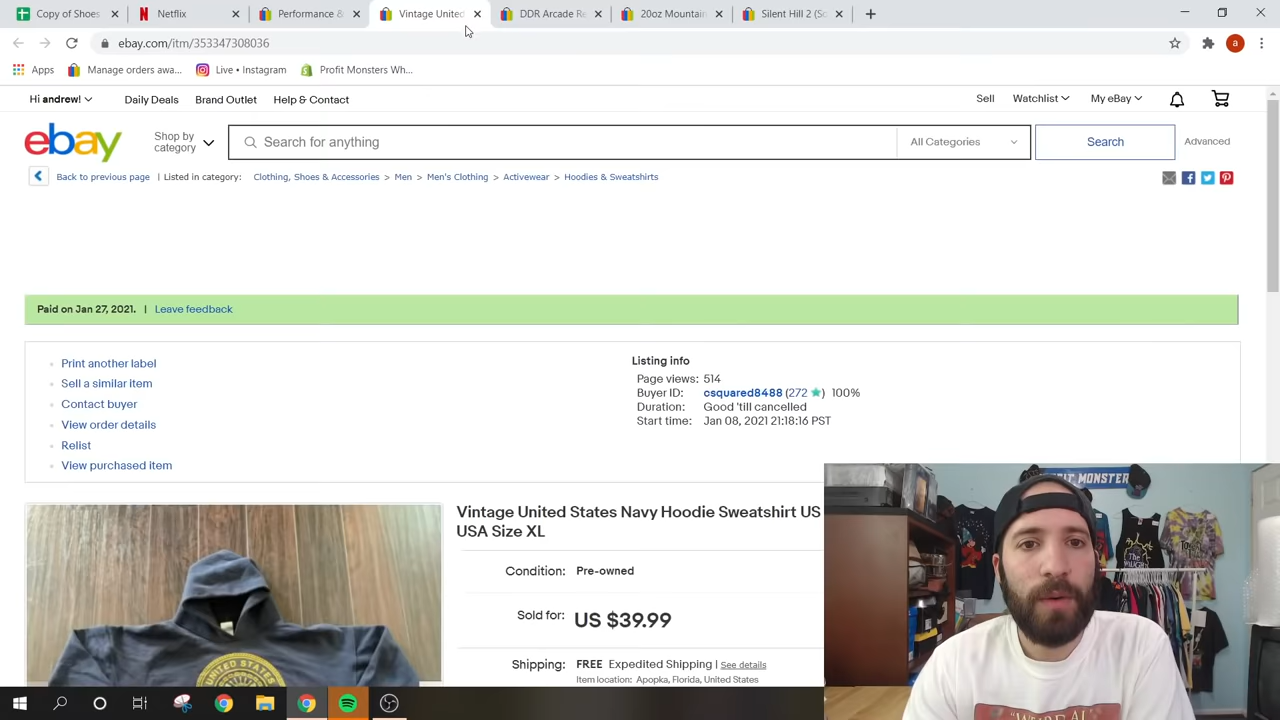 Copy of Shoes
Netflix
Performance &
Vintage United
DDR Arcade Re
20oz Mountain
Silent Hill 2 (So
ebay.com/itm/353347308036
a
Apps
Manage orders awa...
Live • Instagram
Profit Monsters Wh...
Hi andrew!
Daily Deals
Brand Outlet
Help & Contact
Sell
Watchlist
My eBay
ebay
Shop by
category
Search for anything
All Categories
Search
Advanced
Back to previous page | Listed in category: Clothing, Shoes & Accessories > Men > Men's Clothing > Activewear > Hoodies & Sweatshirts
Paid on Jan 27, 2021. | Leave feedback
Print another label
Sell a similar item
Contact buyer
View order details
Relist
View purchased item
Listing info
Page views: 514
Buyer ID: csquared8488 (272 ) 100%
Duration: Good 'till cancelled
Start time: Jan 08, 2021 21:18:16 PST
Vintage United States Navy Hoodie Sweatshirt US
USA Size XL
Condition: Pre-owned
Sold for: US $39.99
Shipping: FREE Expedited Shipping | See details
Item location: Apopka, Florida, United States
UNITED STATES
MONSTER